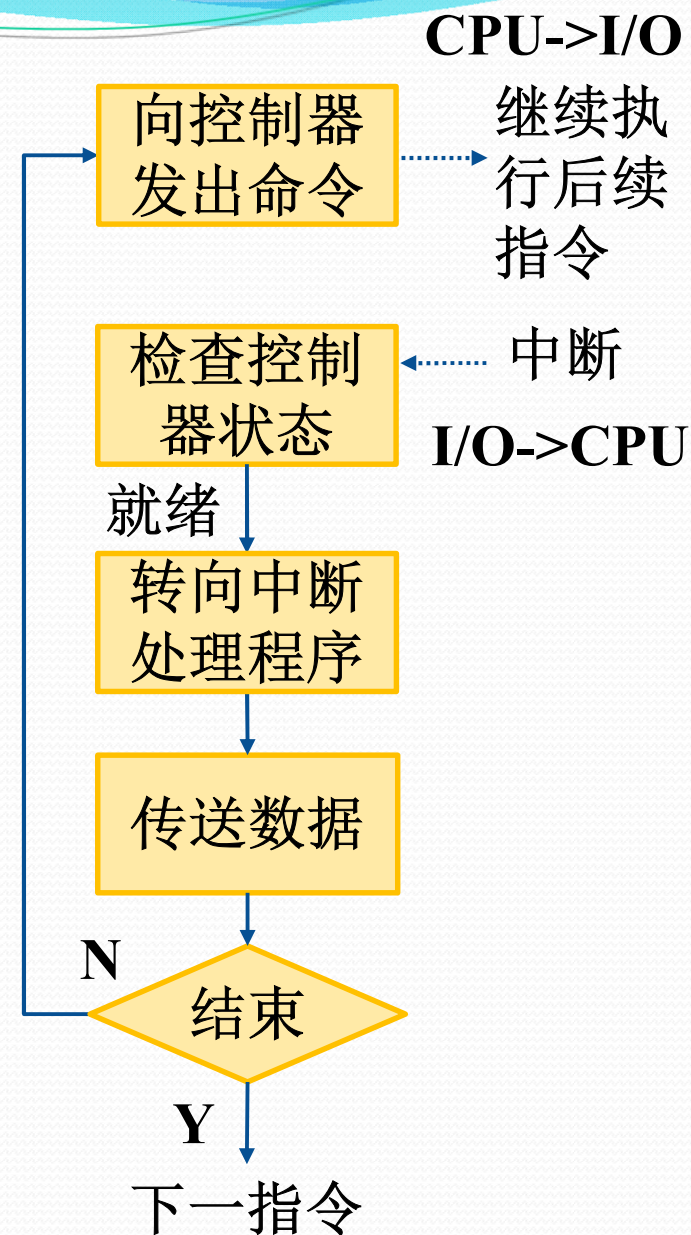 CPU->I/O
向控制器
发出命令
继续执
行后续
指令
检查控制
器状态
中断
I/O->CPU
就绪
转向中断
处理程序
传送数据
N
结束
Y
下一指令